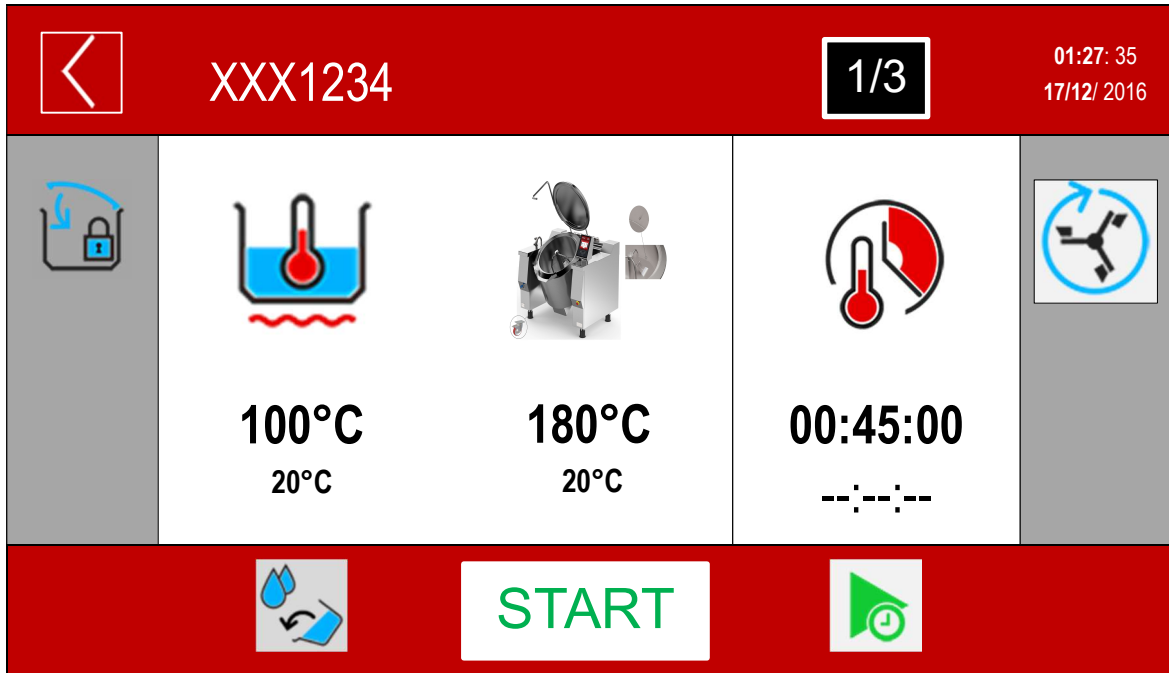 XXX1234
1/3
01:27: 35
17/12/ 2016
100°C
180°C
00:45:00
20°C
20°C
--:--:--
START